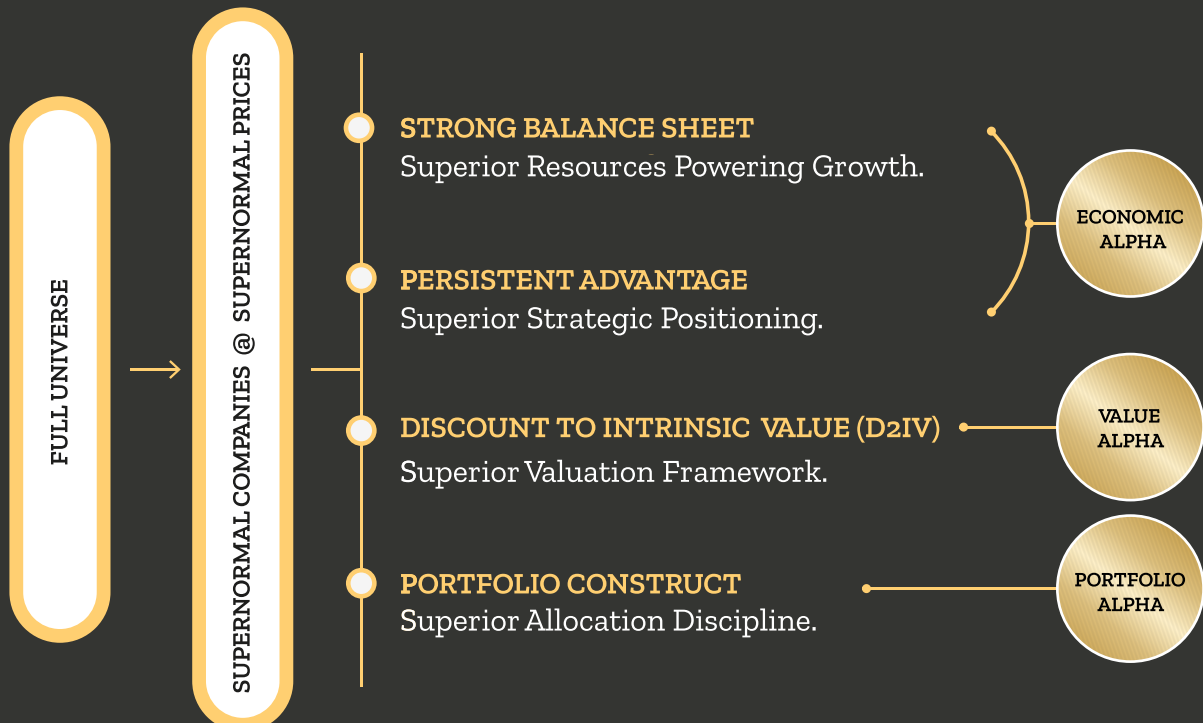 FULL UNIVERSE
SUPERNORMAL COMPANIES @ SUPERNORMAL PRICES
STRONG BALANCE SHEET
Superior Resources Powering Growth.
PERSISTENT ADVANTAGE
Superior Strategic Positioning.
ECONOMIC
ALPHA
DISCOUNT TO INTRINSIC VALUE (D2IV)
Superior Valuation Framework.
VALUE
ALPHA
PORTFOLIO CONSTRUCT
Superior Allocation Discipline.
PORTFOLIO
ALPHA